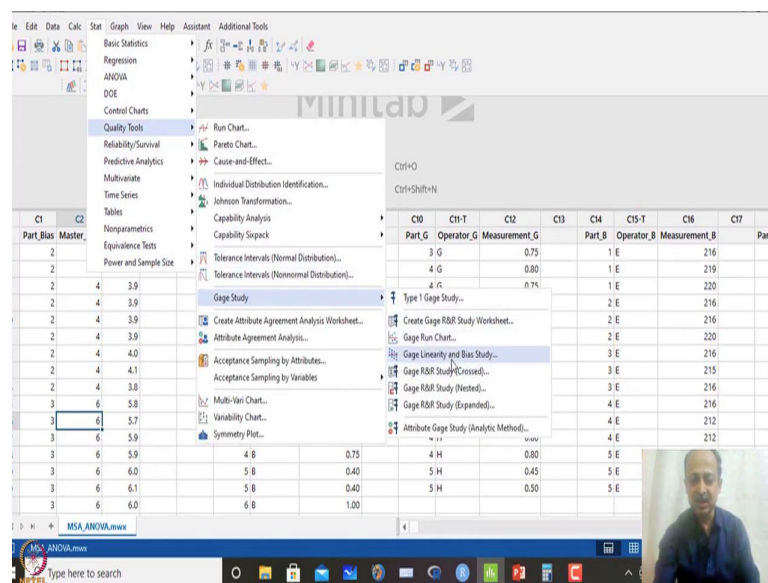 Edit Data Calc Stat Graph View Help Assistant Additional Tools
Basic Statistics
Regression
ANOVA
DOE
Control Charts
Quality Tools
Reliability/Survival
Predictive Analytics
Multivariate
Time Series
Tables
Nonparametrics
Equivalence Tests
Power and Sample Size
Minitab
Run Chart...
Pareto Chart...
Cause-and-Effect...
Individual Distribution Identification...
Johnson Transformation...
Capability Analysis
Capability Sixpack
Tolerance Intervals (Normal Distribution)...
Tolerance Intervals (Nonnormal Distribution)...
Gage Study
Create Attribute Agreement Analysis Worksheet...
Attribute Agreement Analysis...
Acceptance Sampling by Attributes...
Acceptance Sampling by Variables
Multi-Vari Chart...
Variability Chart...
Symmetry Plot...
Type 1 Gage Study...
Create Gage R&R Study Worksheet...
Gage Run Chart...
Gage Linearity and Bias Study...
Gage R&R Study (Crossed)...
Gage R&R Study (Nested)...
Gage R&R Study (Expanded)...
Attribute Gage Study (Analytic Method)...
Ctrl+O
Ctrl+Shift+N
C1 C2 C10 C11-T C12 C13 C14 C15-T C16 C17
Part_Bias Master_ Part_G Operator_G Measurement_G Part_B Operator_B Measurement_B
2 3 G 0.75 1 E 216
2 4 G 0.80 1 E 219
2 4 3.9 4 G 0.75 1 E 220
2 4 3.9 2 E 216
2 4 3.9 2 E 216
2 4 3.9 2 E 220
2 4 4.0 3 E 216
2 4 4.1 3 E 215
2 4 3.8 3 E 216
3 6 5.8 4 E 216
3 6 5.7 4 E 212
3 6 5.9 4 E 212
3 6 5.9 4 B 0.75 4 H 0.80 5 E
3 6 6.0 5 B 0.40 5 H 0.45 5 E
3 6 6.1 5 B 0.40 5 H 0.50 5 E
3 6 6.0 6 B 1.00
MSA_ANOVA.mwx
MSA_ANOVA.mwx
NPTEL
Type here to search